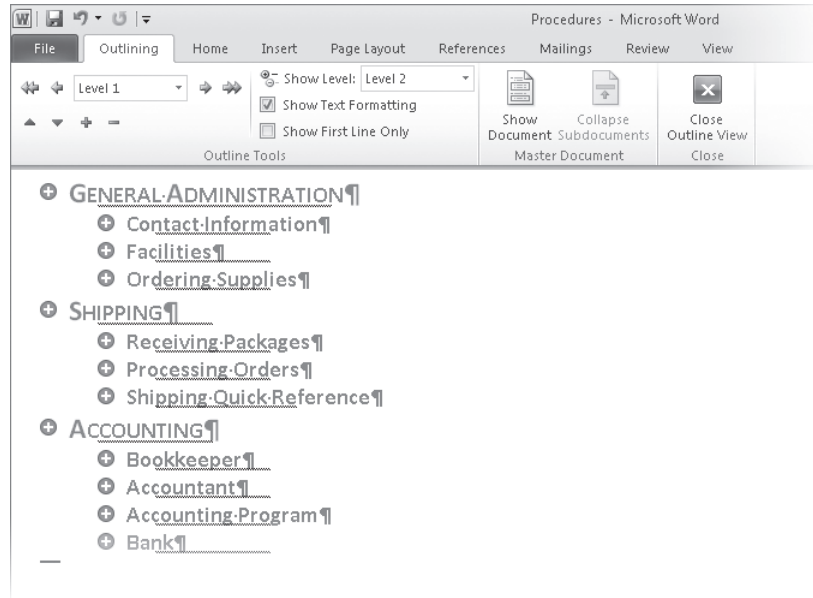 Procedures - Microsoft Word
File Outlining Home Insert Page Layout References Mailings Review View
Level 1
Show Level: Level 2
Show Text Formatting
Show First Line Only
Show Document
Collapse Subdocuments
Close Outline View
Outline Tools
Master Document
Close
GENERAL·ADMINISTRATION¶
Contact·Information¶
Facilities¶
Ordering·Supplies¶
SHIPPING¶
Receiving·Packages¶
Processing·Orders¶
Shipping·Quick·Reference¶
ACCOUNTING¶
Bookkeeper¶
Accountant¶
Accounting·Program¶
Bank¶